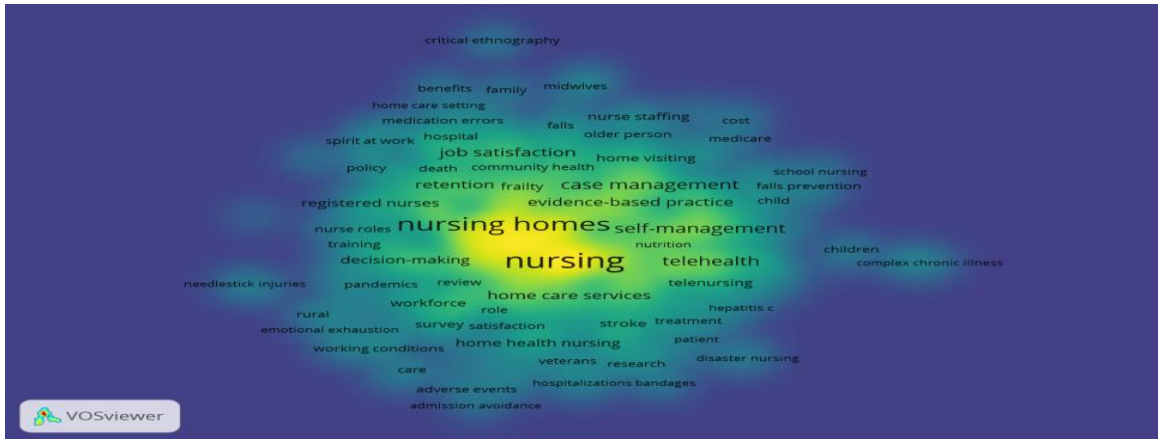 critical ethnography
benefits family midwives
home care setting
medication errors falls nurse staffing cost
spirit at work hospital older person medicare
job satisfaction home visiting
policy death community health school nursing
retention frailty case management falls prevention
registered nurses evidence-based practice child
nursing homes self-management
nurse roles
training nutrition children
decision-making nursing telehealth complex chronic illness
needlestick injuries pandemics review telenursing
workforce home care services
rural role hepatitis c
emotional exhaustion survey satisfaction stroke treatment
working conditions home health nursing patient
care veterans research disaster nursing
adverse events hospitalizations bandages
admission avoidance
VOSviewer